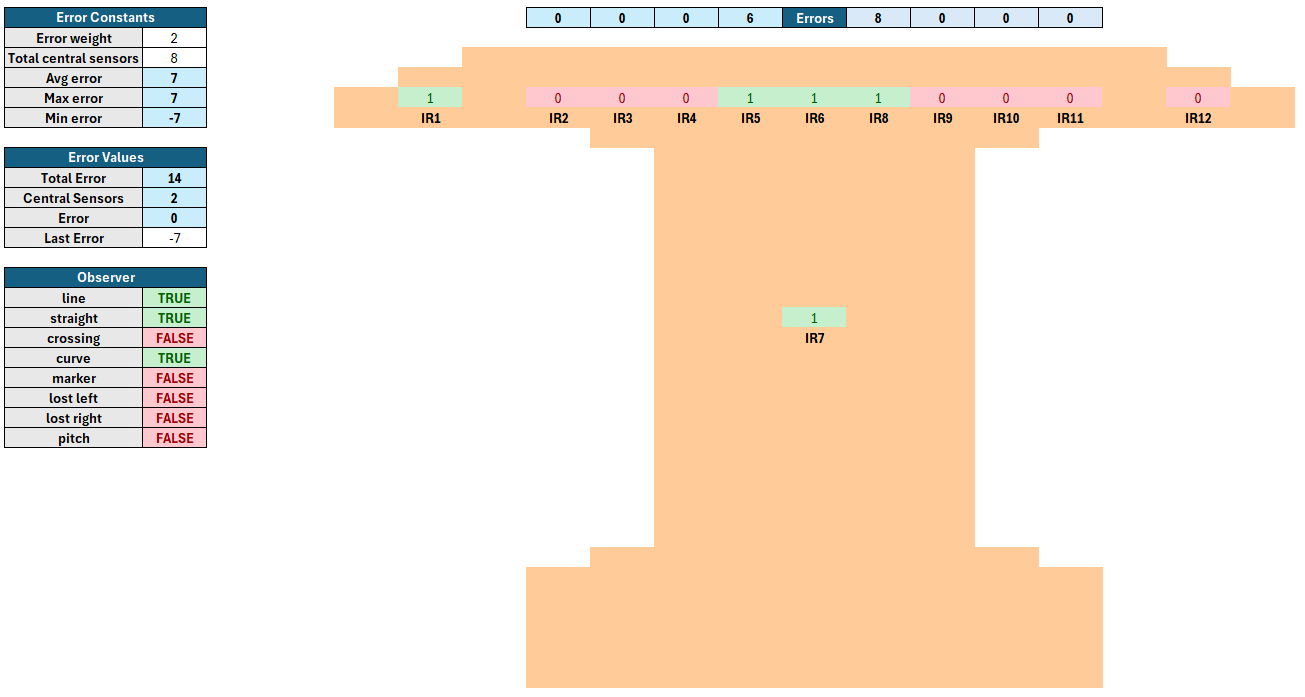 Error Constants
Error weight 2
Total central sensors 8
Avg error 7
Max error 7
Min error -7
Error Values
Total Error 14
Central Sensors 2
Error 0
Last Error -7
Observer
line TRUE
straight TRUE
crossing FALSE
curve TRUE
marker FALSE
lost left FALSE
lost right FALSE
pitch FALSE
0 0 0 6 Errors 8 0 0 0
1 0 0 0 1 1 1 0 0 0 0
IR1 IR2 IR3 IR4 IR5 IR6 IR8 IR9 IR10 IR11 IR12
1
IR7